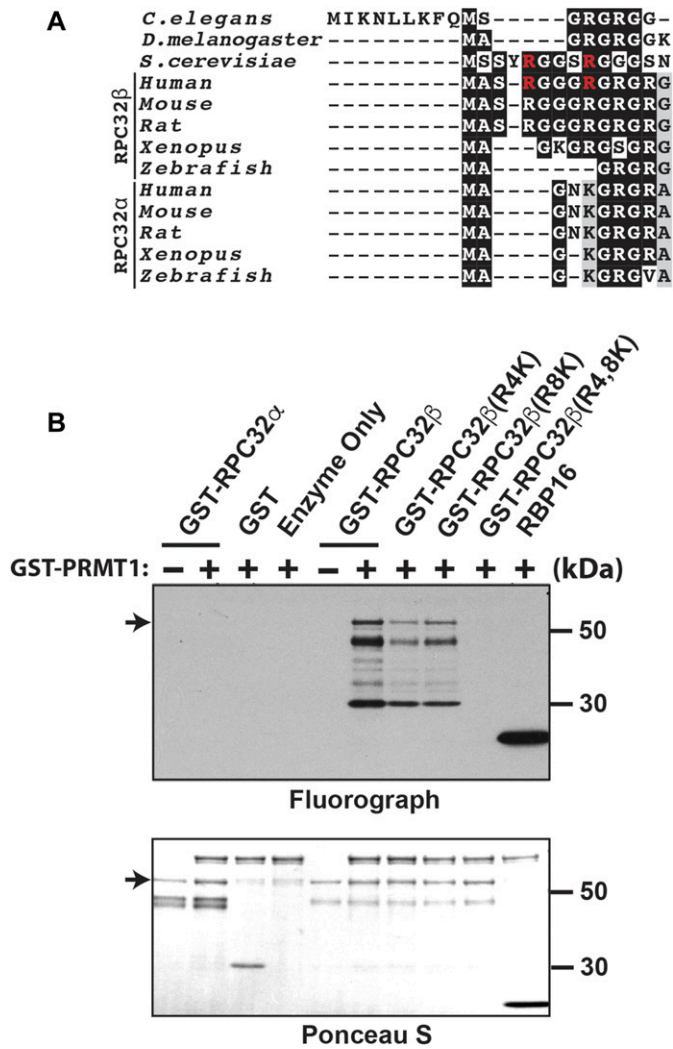 A
C.elegans MIKNLLKFQMS-----GRGRGG-
D.melanogaster ---------MA-----GRGRGGK
S.cerevisiae ---------MSSYRGGSRGGGSN
RPC32β
Human ---------MAS-RGGGRGRGRG
Mouse ---------MAS-RGGGRGRGRG
Rat ---------MAS-RGGGRGRGRG
Xenopus ---------MA---GKGRGSGRG
Zebrafish ---------MA-------GRGRG
RPC32α
Human ---------MA----GNKGRGRA
Mouse ---------MA----GNKGRGRA
Rat ---------MA----GNKGRGRA
Xenopus ---------MA----G-KGRGRA
Zebrafish ---------MA----G-KGRGVA
B
GST-RPC32α
GST
Enzyme Only
GST-RPC32β
GST-RPC32β(R4K)
GST-RPC32β(R8K)
GST-RPC32β(R4,8K)
RBP16
GST-PRMT1: − + + + − + + + + + (kDa)
50
30
Fluorograph
50
30
Ponceau S